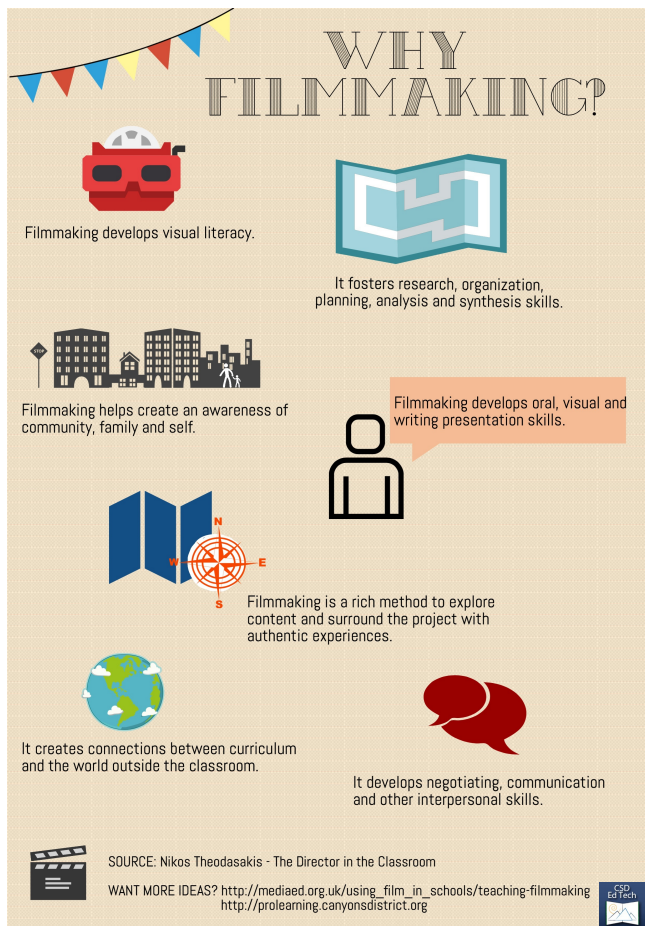 WHY
FILMMAKING?
Filmmaking develops visual literacy.
It fosters research, organization,
planning, analysis and synthesis skills.
STOP
Filmmaking helps create an awareness of
community, family and self.
Filmmaking develops oral, visual and
writing presentation skills.
N
W E
S
Filmmaking is a rich method to explore
content and surround the project with
authentic experiences.
It creates connections between curriculum
and the world outside the classroom.
It develops negotiating, communication
and other interpersonal skills.
SOURCE: Nikos Theodasakis - The Director in the Classroom
WANT MORE IDEAS? http://mediaed.org.uk/using_film_in_schools/teaching-filmmaking
http://prolearning.canyonsdistrict.org
CSD
Ed Tech